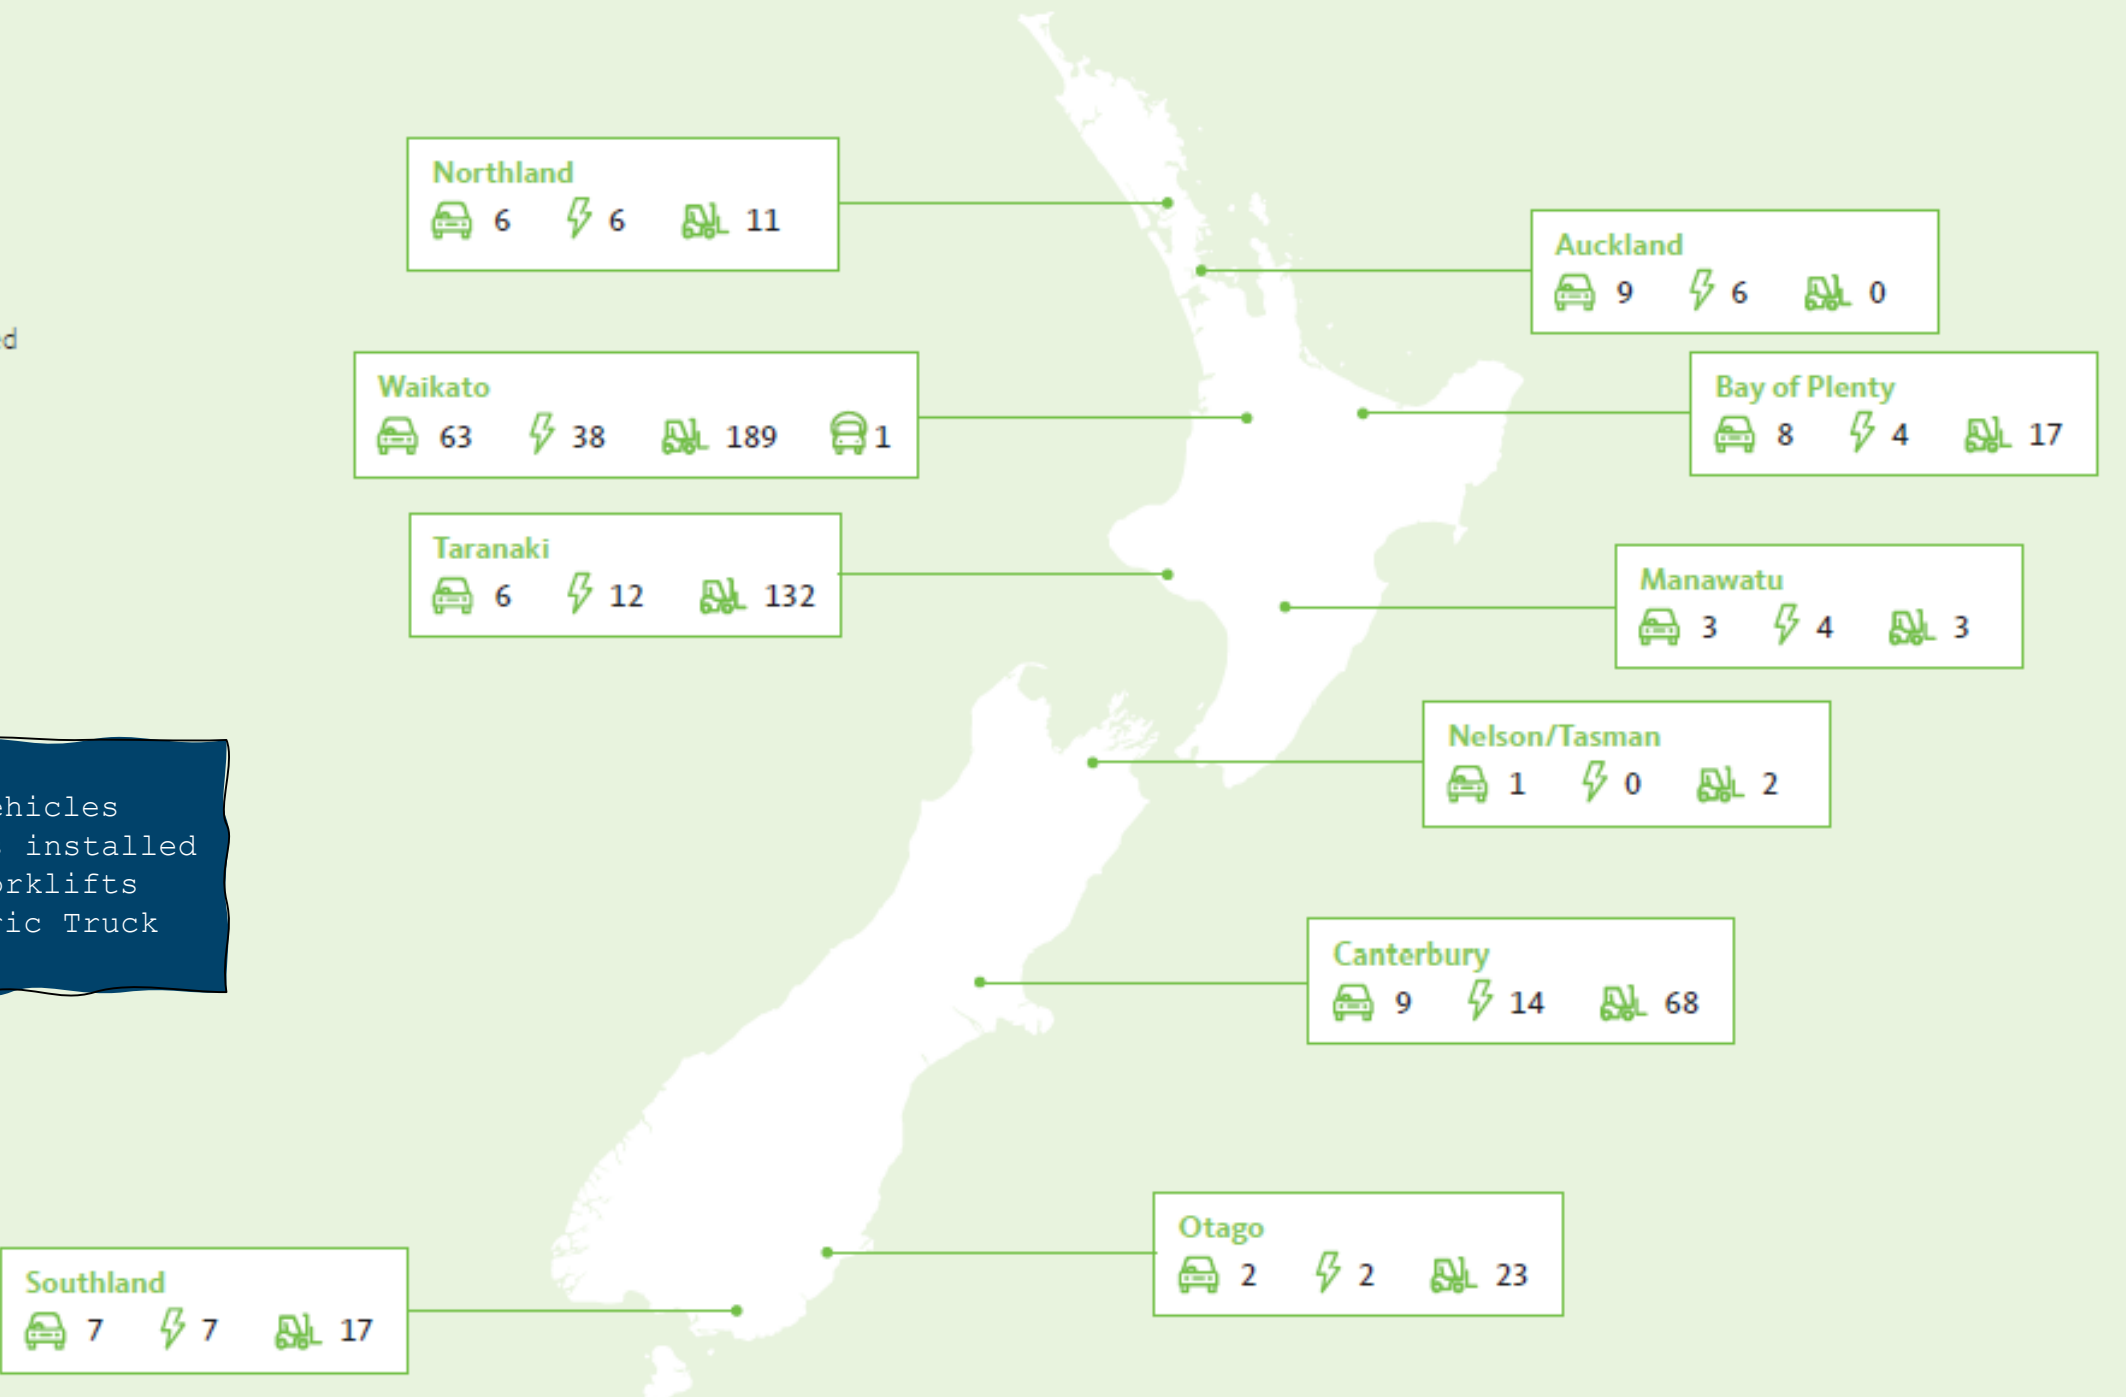 Northland
6 6 11
Auckland
9 6 0
Waikato
63 38 189 1
Bay of Plenty
8 4 17
Taranaki
6 12 132
Manawatu
3 4 3
Nelson/Tasman
1 0 2
installed
Truck
Canterbury
9 14 68
Otago
2 2 23
Southland
7 7 17